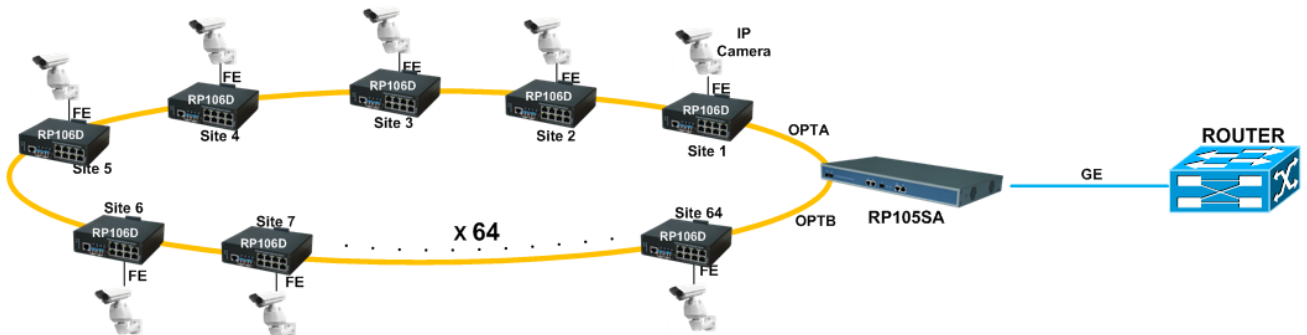 IP
Camera
FE
FE
FE
FE
FE
RP106D
RP106D
RP106D
RP106D
RP106D
Site 5
Site 4
Site 3
Site 2
Site 1
OPTA
ROUTER
GE
RP105SA
OPTB
Site 6
Site 7
Site 64
RP106D
RP106D
x 64
RP106D
FE
FE
FE